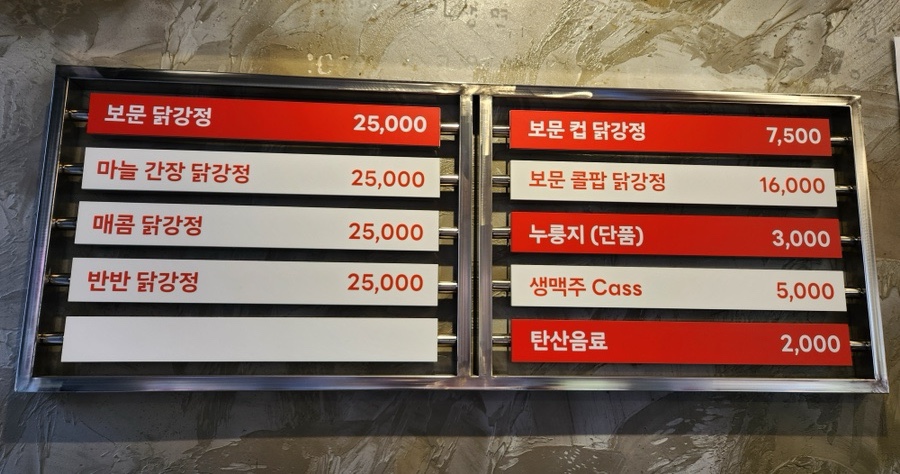 보문 닭강정 25,000
마늘 간장 닭강정 25,000
매콤 닭강정 25,000
반반 닭강정 25,000
보문 컵 닭강정 7,500
보문 콜팝 닭강정 16,000
누룽지 (단품) 3,000
생맥주 Cass 5,000
탄산음료 2,000